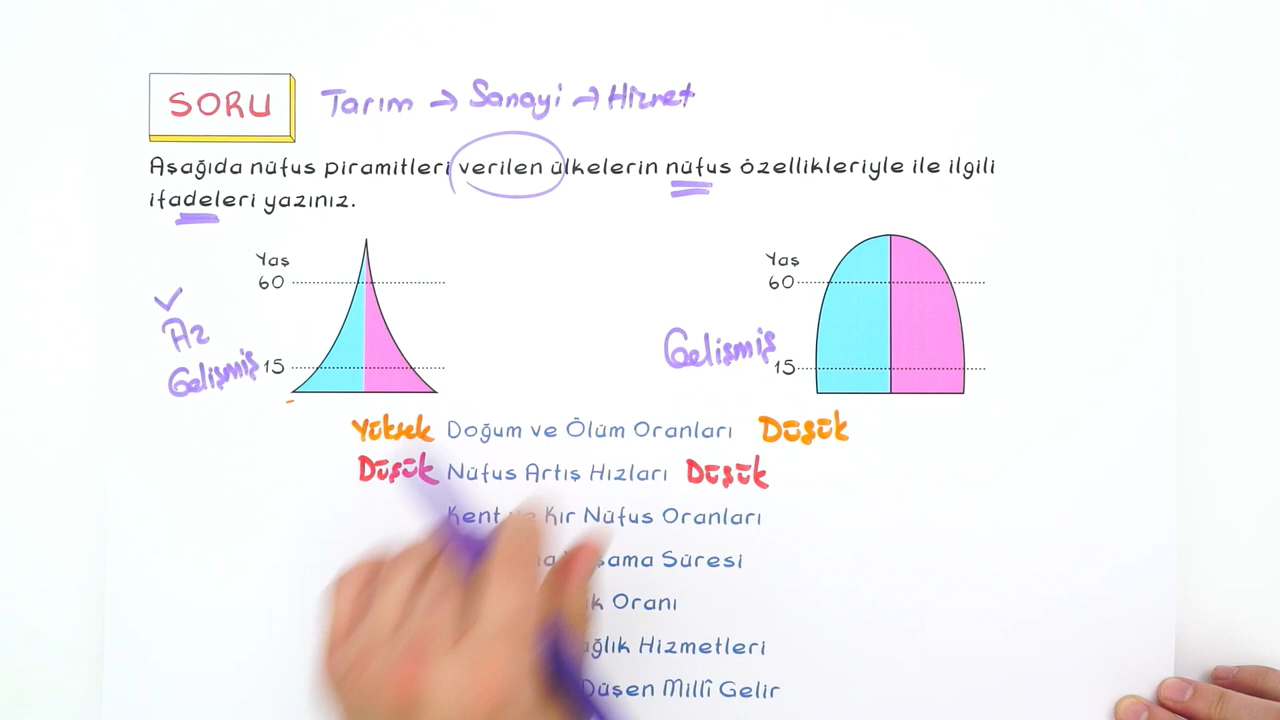 SORU Tarım → Sanayi → Hizmet
Aşağıda nüfus piramitleri verilen ülkelerin nüfus özellikleriyle ile ilgili
ifadeleri yazınız.
Yaş
60
15
Az
Gelişmiş
Yaş
60
15
Gelişmiş
Yüksek Doğum ve Ölüm Oranları Düşük
Düşük Nüfus Artış Hızları Düşük
Kent ve Kır Nüfus Oranları
Süresi
Oranı
Hizmetleri
Düşen Millî Gelir